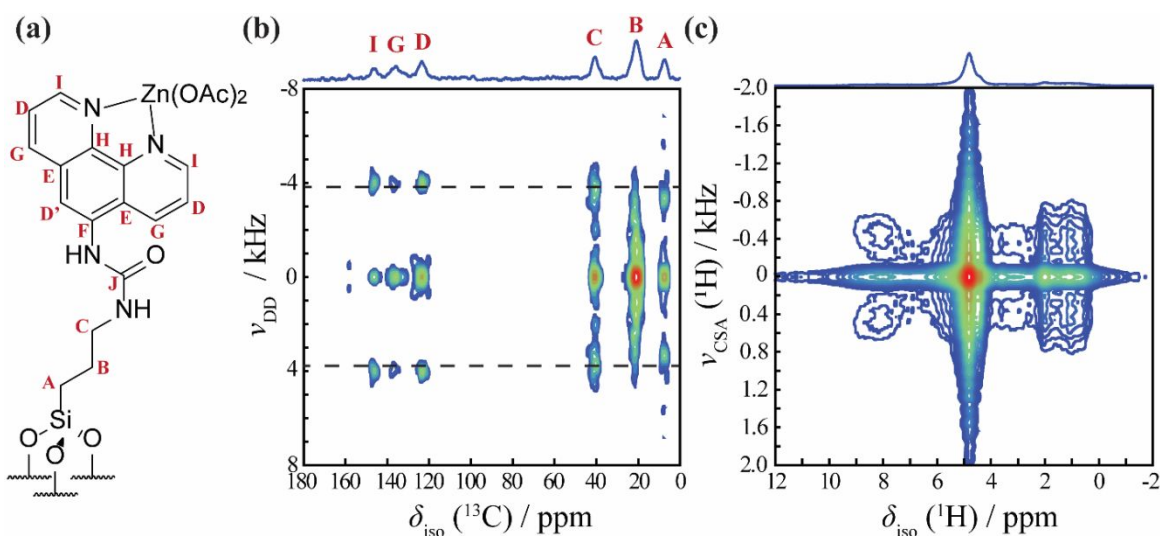 (a)
I
N
Zn(OAc)2
D
H
N
G
H
I
E
E
D
D'
F
G
NH
O
J
NH
C
B
A
Si
O
O
O
(b)
I G D C B A
-8
-4
0
4
8
νDD / kHz
180 160 140 120 100 80 60 40 20 0
δiso (13C) / ppm
(c)
-2.0
-1.6
-1.2
-0.8
-0.4
0
0.4
0.8
1.2
1.6
2.0
νCSA (1H) / kHz
12 10 8 6 4 2 0 -2
δiso (1H) / ppm